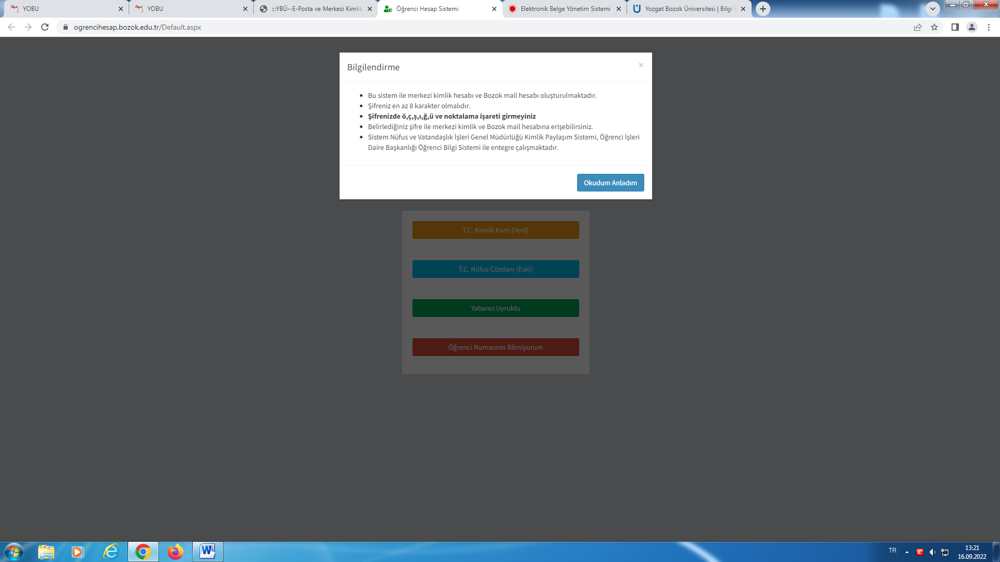 YOBU
YOBU
:::YBÜ--E-Posta ve Merkezi Kimlik
Öğrenci Hesap Sistemi
Elektronik Belge Yönetim Sistemi
Yozgat Bozok Üniversitesi | Bilgi
ogrencihesap.bozok.edu.tr/Default.aspx
Bilgilendirme
×
• Bu sistem ile merkezi kimlik hesabı ve Bozok mail hesabı oluşturulmaktadır.
• Şifreniz en az 8 karakter olmalıdır.
• Şifrenizde ö,ç,ş,ı,ğ,ü ve noktalama işareti girmeyiniz
• Belirlediğiniz şifre ile merkezi kimlik ve Bozok mail hesabına erişebilirsiniz.
• Sistem Nüfus ve Vatandaşlık İşleri Genel Müdürlüğü Kimlik Paylaşım Sistemi, Öğrenci İşleri
Daire Başkanlığı Öğrenci Bilgi Sistemi ile entegre çalışmaktadır.
Okudum Anladım
T.C. Kimlik Kartı (Yeni)
T.C. Nüfus Cüzdanı (Eski)
Yabancı Uyruklu
Öğrenci Numaramı Bilmiyorum
TR
13:21
16.09.2022